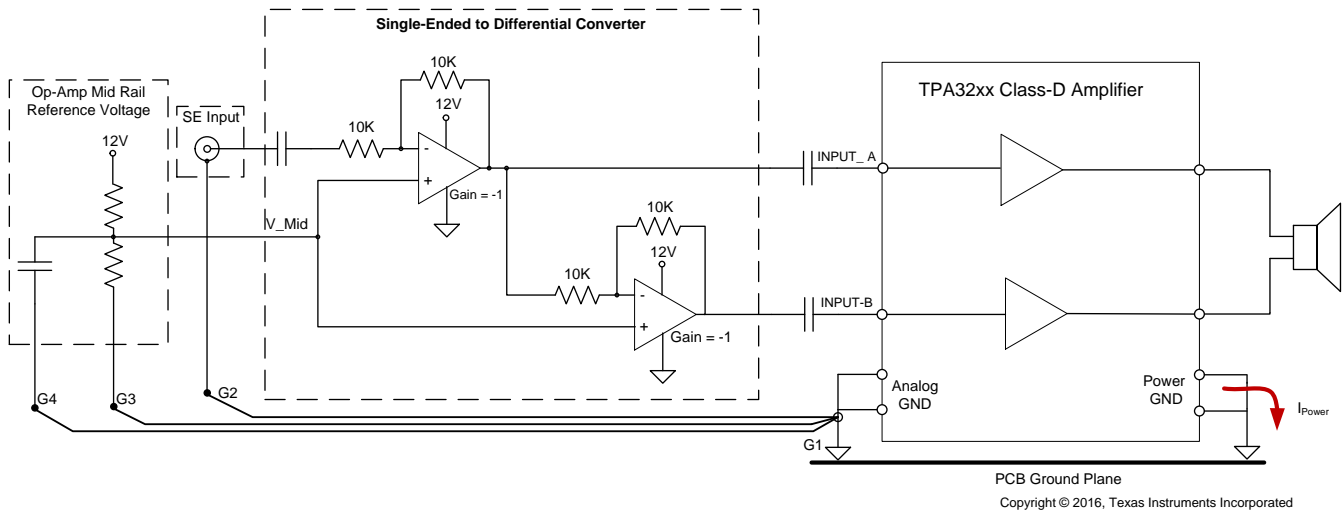 Single-Ended to Differential Converter
Op-Amp Mid Rail
Reference Voltage
12V
SE Input
10K
10K
12V
-
+
Gain = -1
V_Mid
10K
10K
12V
-
+
Gain = -1
INPUT_ A
INPUT-B
TPA32xx Class-D Amplifier
Analog
GND
Power
GND
IPower
G4
G3
G2
G1
PCB Ground Plane
Copyright © 2016, Texas Instruments Incorporated